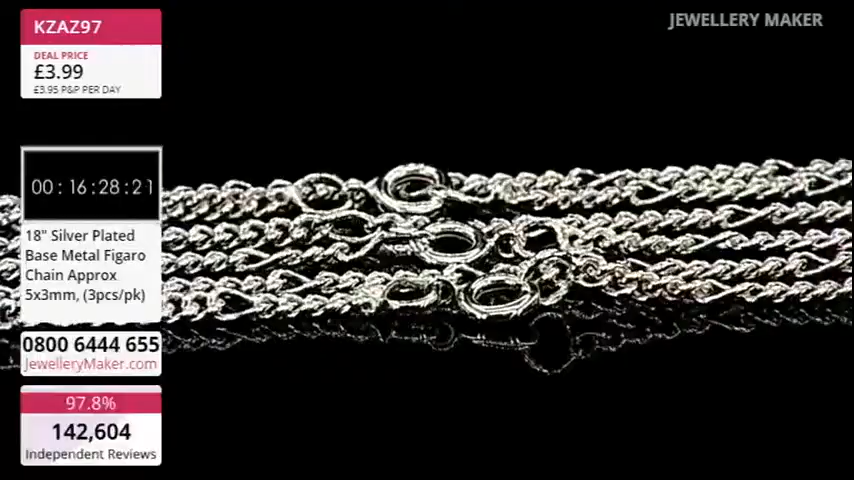 KZAZ97
DEAL PRICE
£3.99
£3.95 P&P PER DAY
JEWELLERY MAKER
00:16:28:21
18" Silver Plated
Base Metal Figaro
Chain Approx
5x3mm, (3pcs/pk)
0800 6444 655
JewelleryMaker.com
97.8%
142,604
Independent Reviews